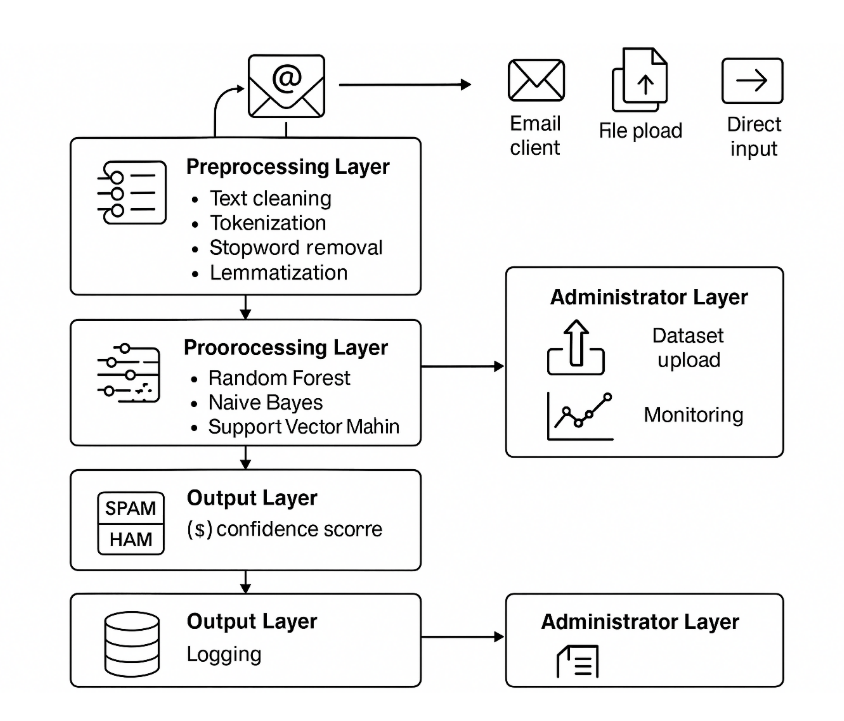 @
Email
client
File pload
Direct
input
Preprocessing Layer
• Text cleaning
• Tokenization
• Stopword removal
• Lemmatization
Proorocessing Layer
• Random Forest
• Naive Bayes
• Support Vector Mahin
Administrator Layer
Dataset
upload
Monitoring
SPAM
HAM
Output Layer
($) confidence scorre
Output Layer
Logging
Administrator Layer